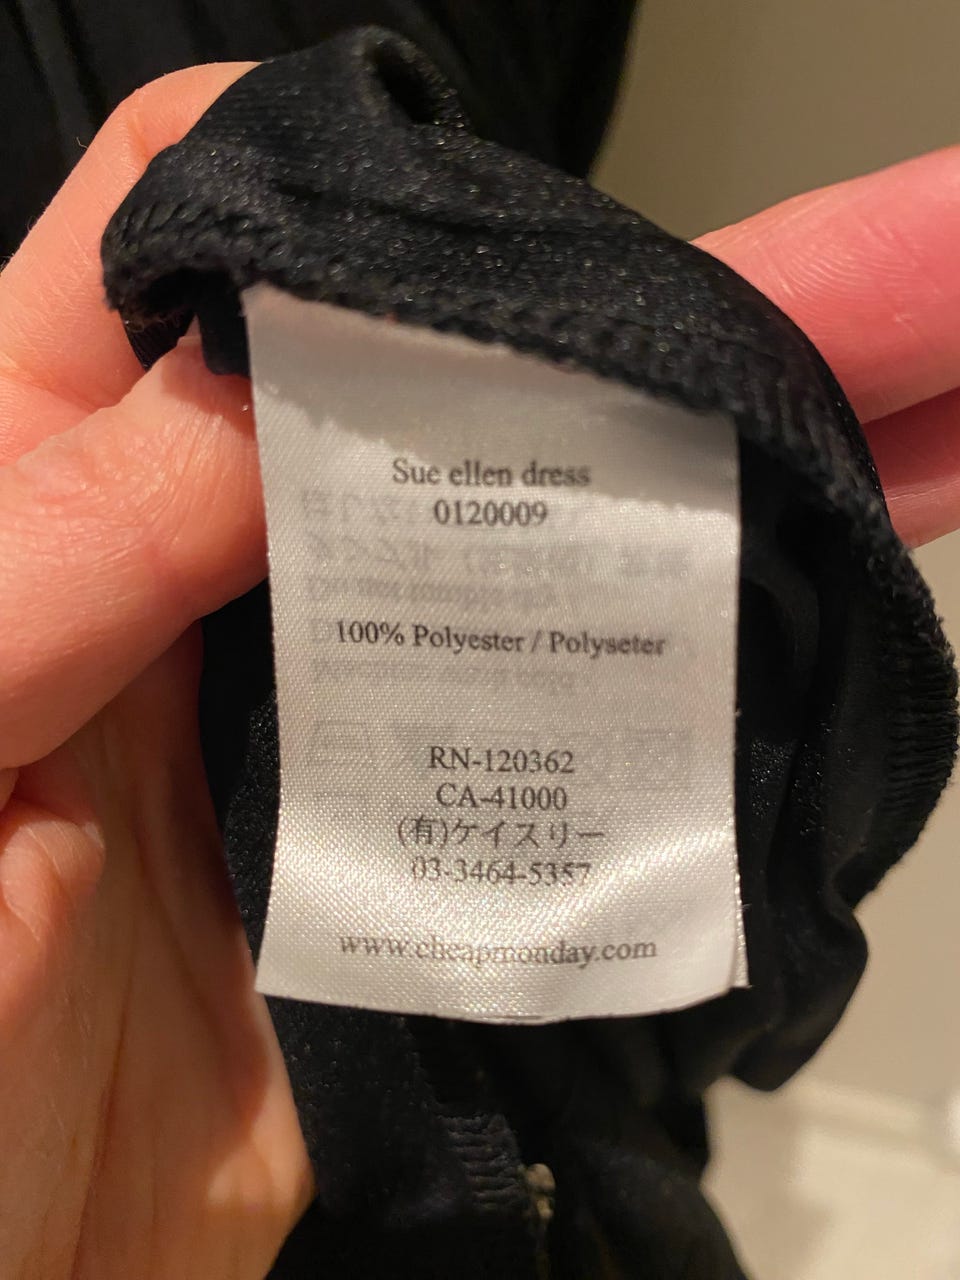 Sue ellen dress
0120009
100% Polyester / Polyseter
RN-120362
CA-41000
(有)ケイスリー
03-3464-5357
www.cheapmonday.com